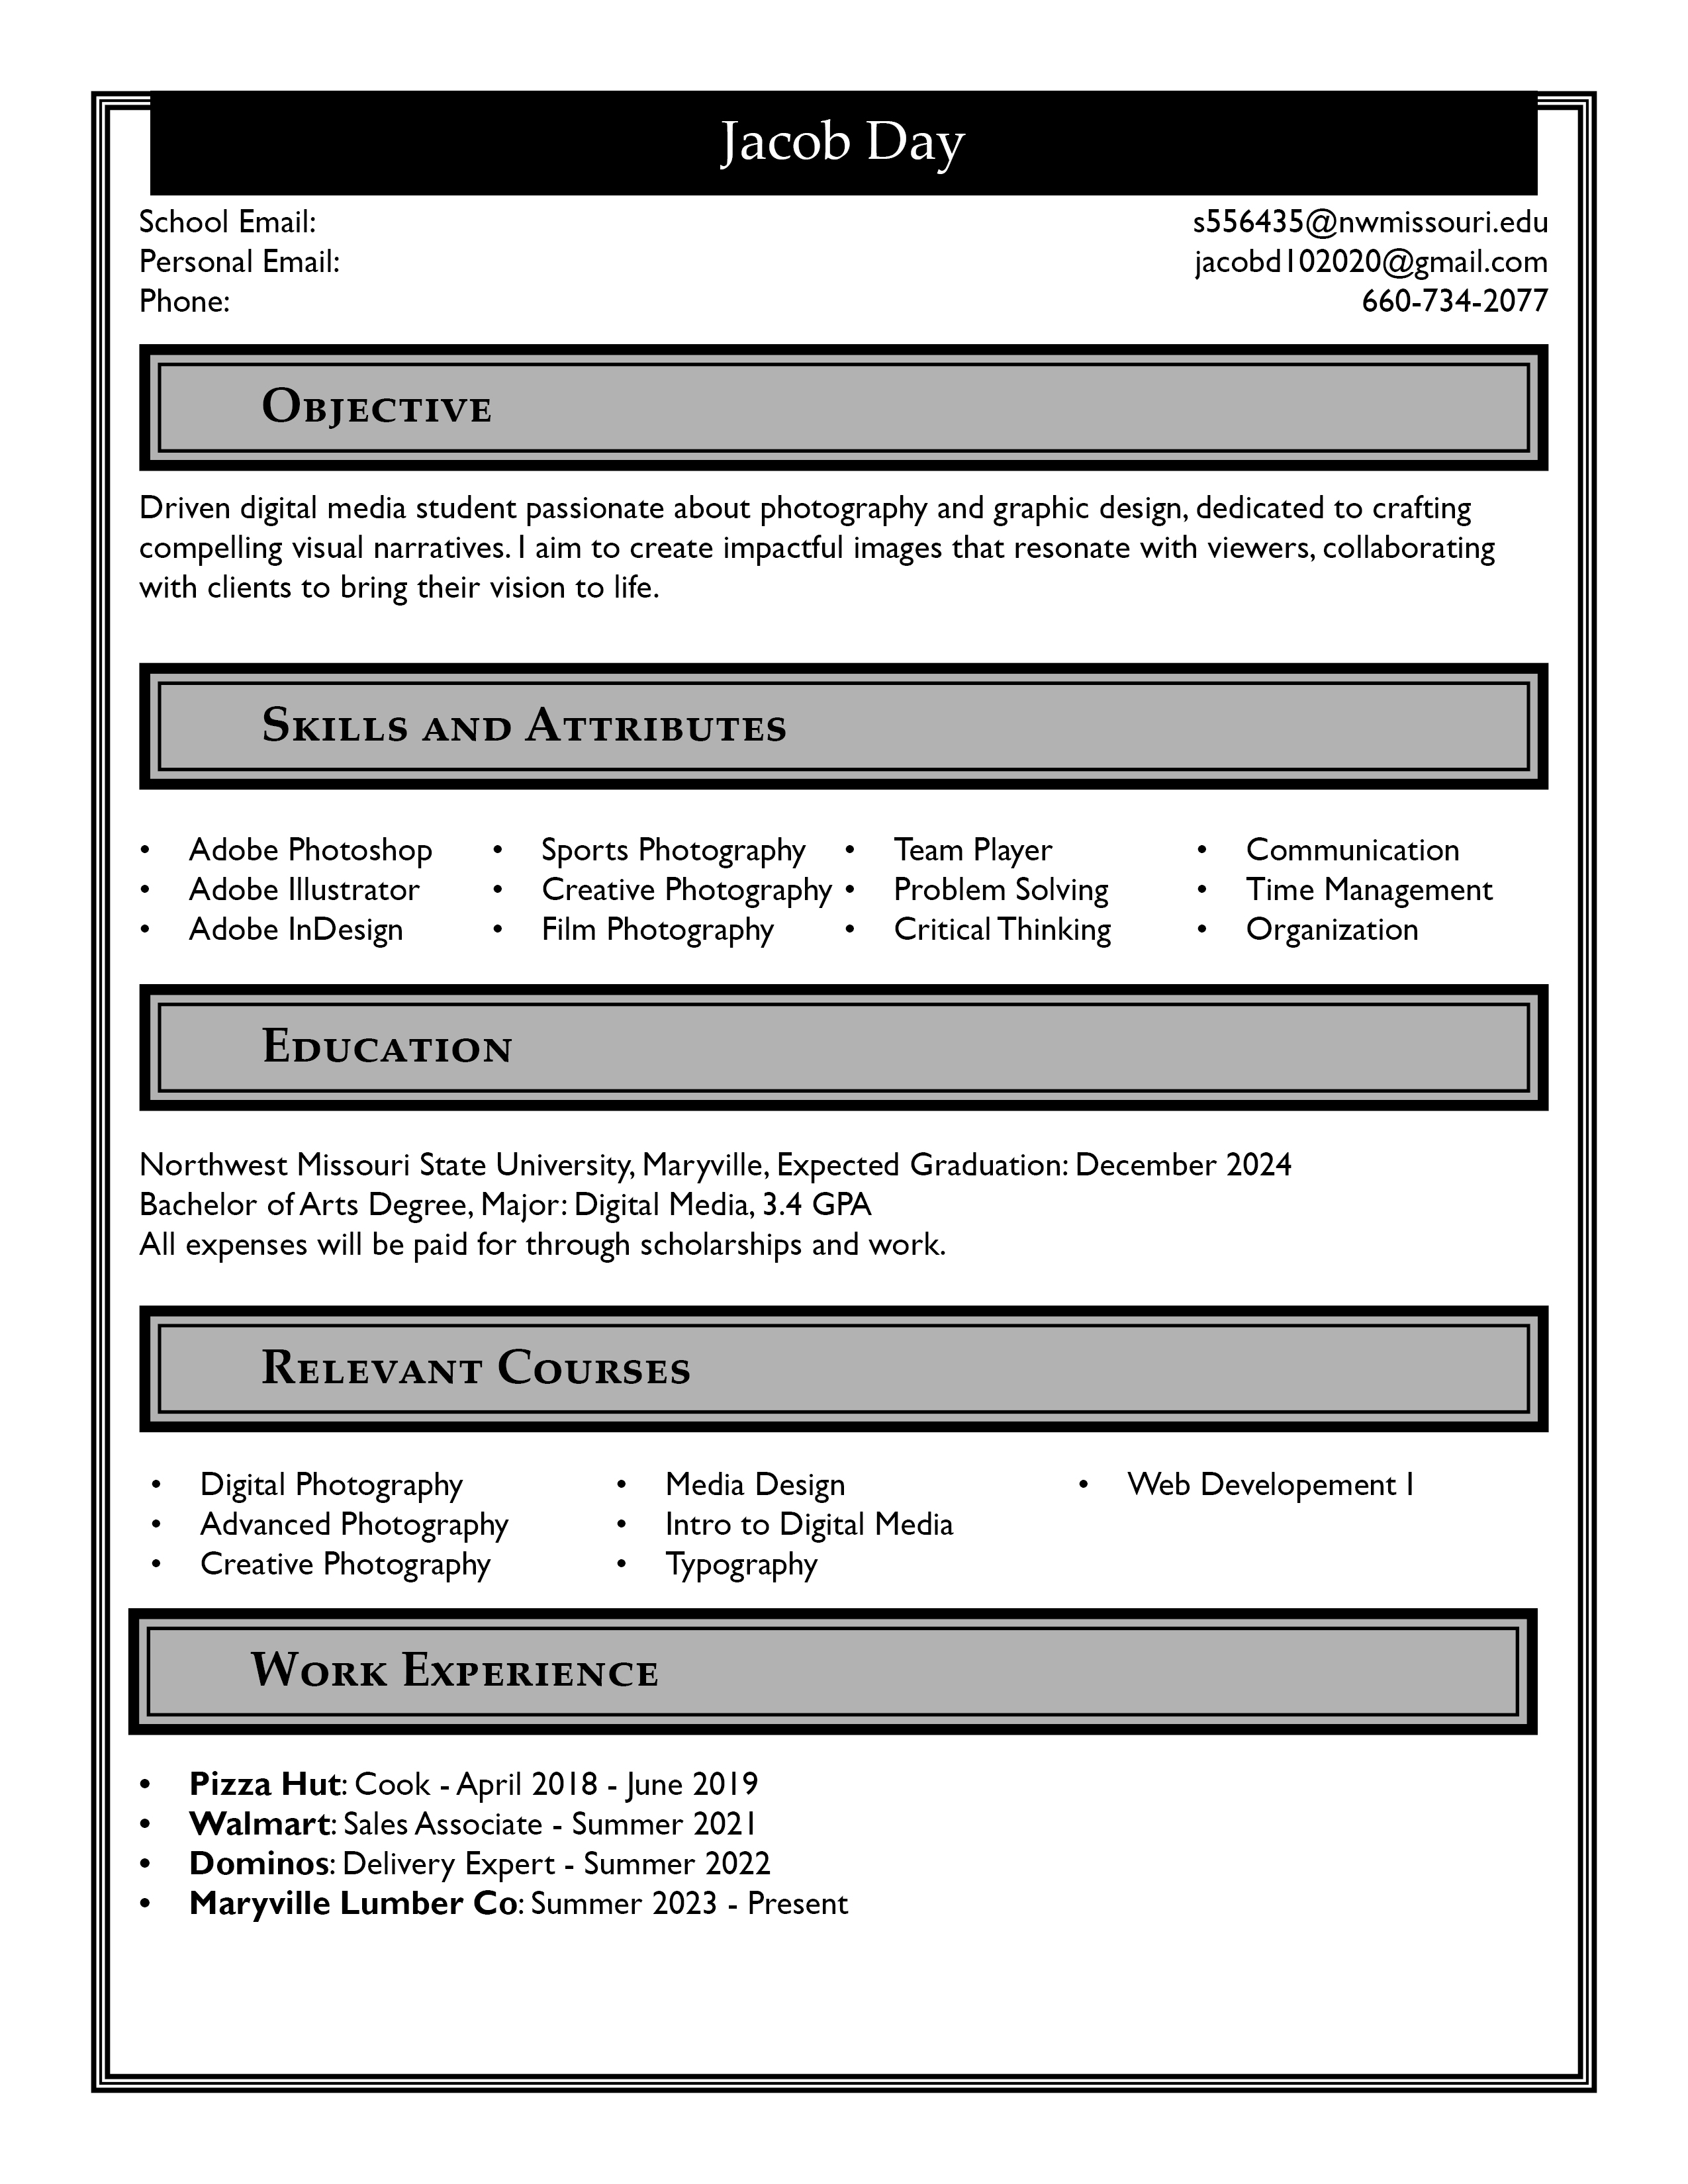 Jacob Day
School Email: s556435@nwmissouri.edu
Personal Email: jacobd102020@gmail.com
Phone: 660-734-2077
Objective
Driven digital media student passionate about photography and graphic design, dedicated to crafting
compelling visual narratives. I aim to create impactful images that resonate with viewers, collaborating
with clients to bring their vision to life.
Skills and Attributes
• Adobe Photoshop • Sports Photography • Team Player • Communication
• Adobe Illustrator • Creative Photography • Problem Solving • Time Management
• Adobe InDesign • Film Photography • Critical Thinking • Organization
Education
Northwest Missouri State University, Maryville, Expected Graduation: December 2024
Bachelor of Arts Degree, Major: Digital Media, 3.4 GPA
All expenses will be paid for through scholarships and work.
Relevant Courses
• Digital Photography • Media Design • Web Developement I
• Advanced Photography • Intro to Digital Media
• Creative Photography • Typography
Work Experience
• Pizza Hut: Cook - April 2018 - June 2019
• Walmart: Sales Associate - Summer 2021
• Dominos: Delivery Expert - Summer 2022
• Maryville Lumber Co: Summer 2023 - Present